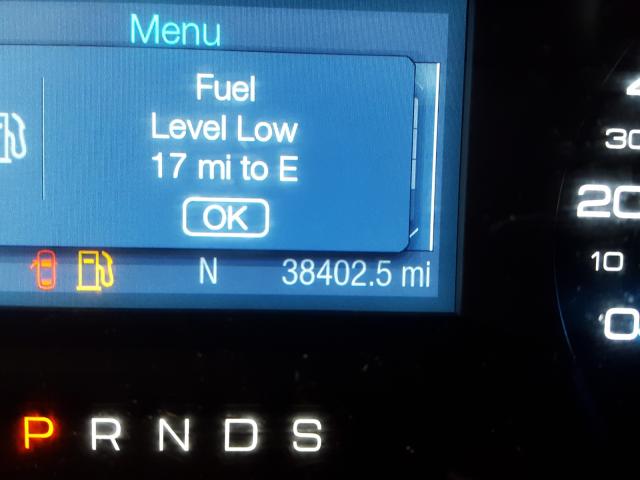 Menu
Fuel
Level Low
17 mi to E
OK
N 38402.5 mi
30
20
10
0
P R N D S